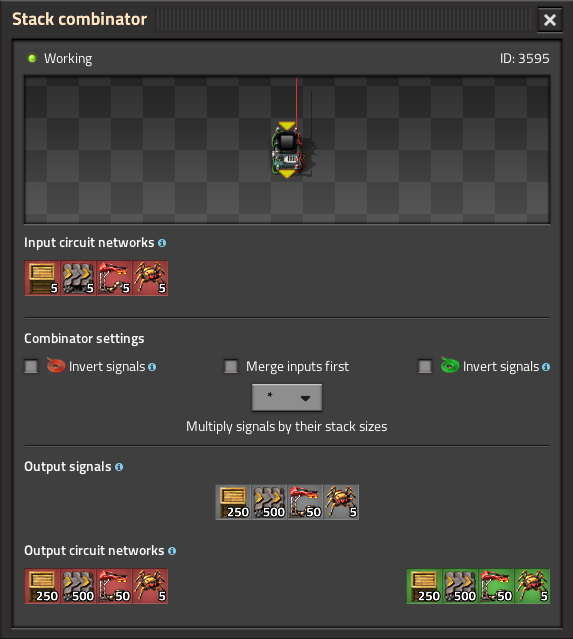 Stack combinator
Working ID: 3595
Input circuit networks
5 5 5 5
Combinator settings
Invert signals Merge inputs first Invert signals
*
Multiply signals by their stack sizes
Output signals
250 500 50 5
Output circuit networks
250 500 50 5 250 500 50 5